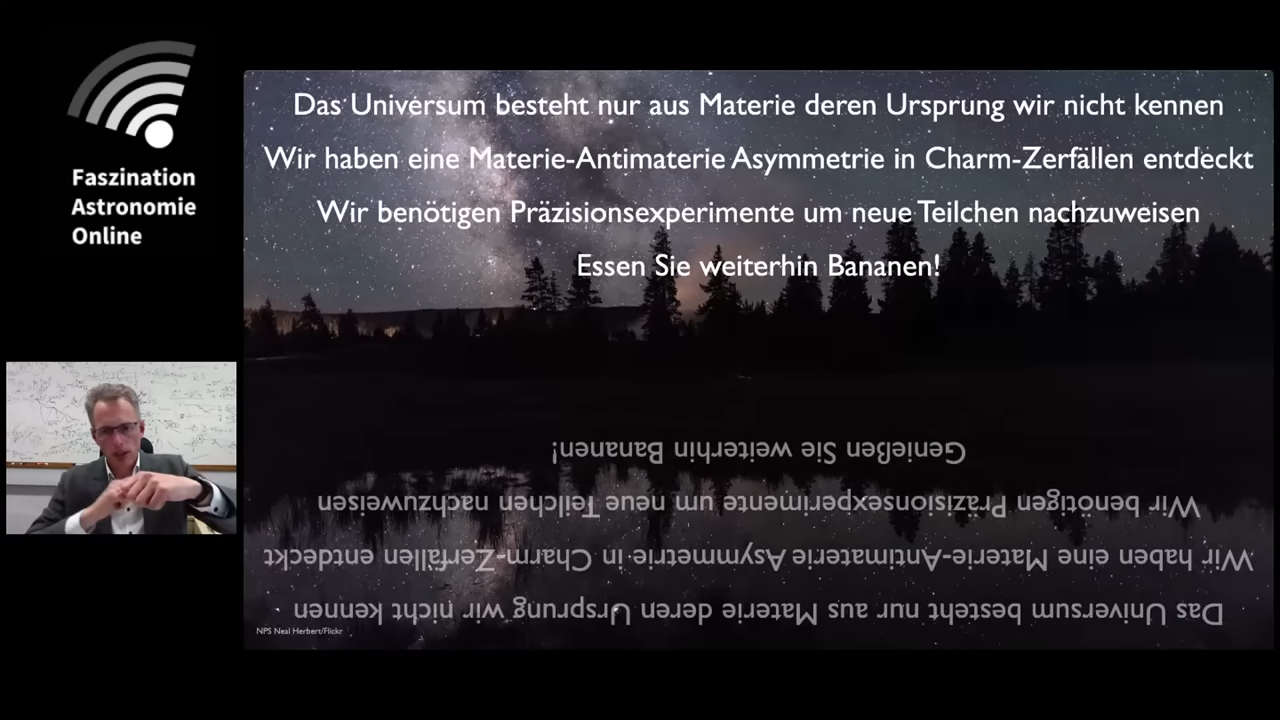 Faszination
Astronomie
Online
Das Universum besteht nur aus Materie deren Ursprung wir nicht kennen
Wir haben eine Materie-Antimaterie Asymmetrie in Charm-Zerfällen entdeckt
Wir benötigen Präzisionsexperimente um neue Teilchen nachzuweisen
Essen Sie weiterhin Bananen!
Genießen Sie weiterhin Bananen!
Wir benötigen Präzisionsexperimente um neue Teilchen nachzuweisen
Wir haben eine Materie-Antimaterie Asymmetrie in Charm-Zerfällen entdeckt
Das Universum besteht nur aus Materie deren Ursprung wir nicht kennen
NPS Neal Herbert/Flickr